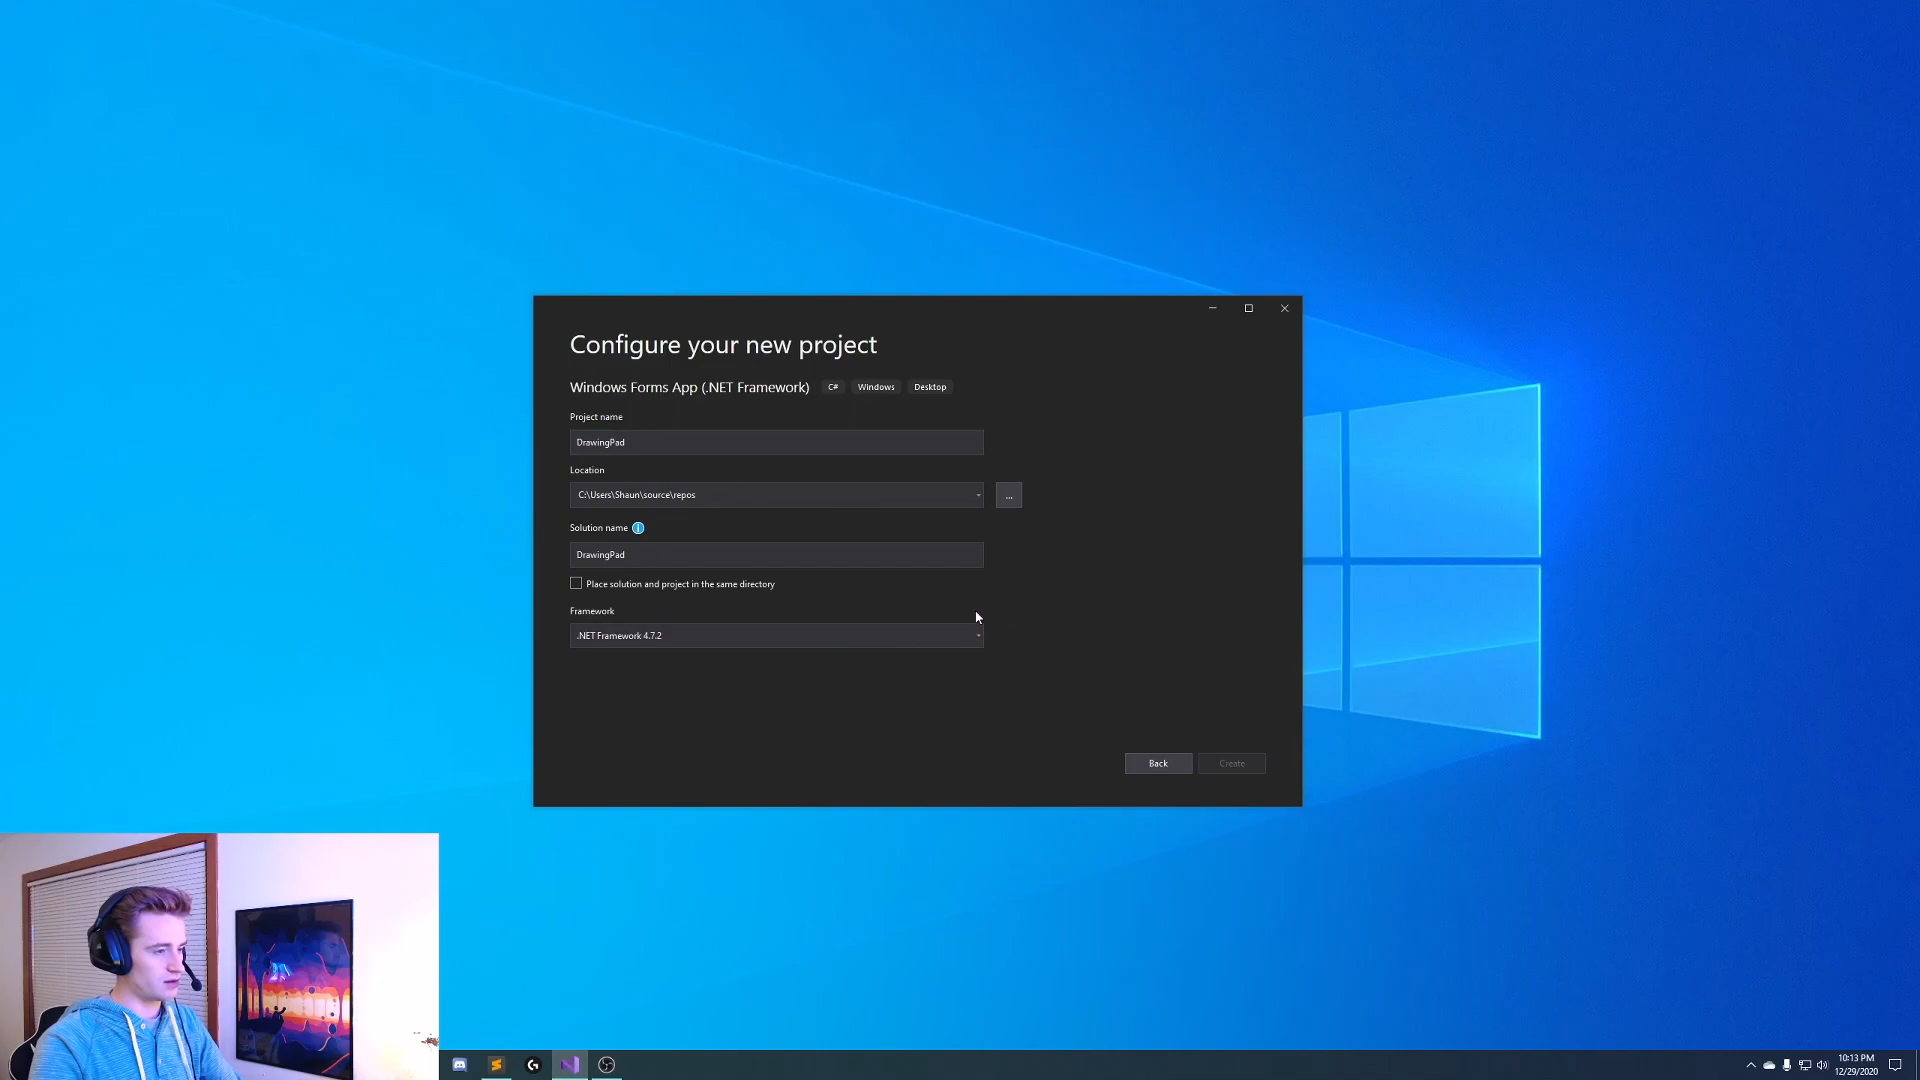 Configure your new project
Windows Forms App (.NET Framework) C# Windows Desktop
Project name
DrawingPad
Location
C:\Users\Shaun\source\repos
...
Solution name
DrawingPad
Place solution and project in the same directory
Framework
.NET Framework 4.7.2
Back Create
10:13 PM
12/29/2020